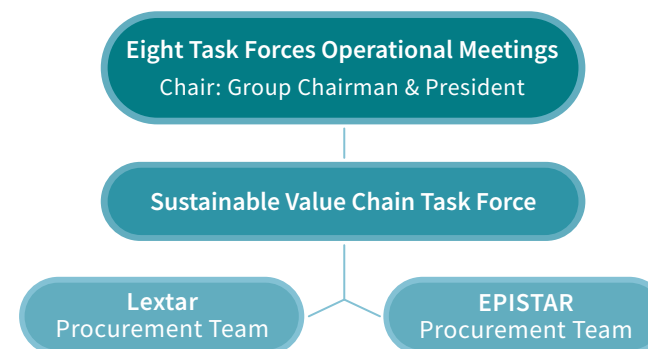 Eight Task Forces Operational Meetings
Chair: Group Chairman & President
Sustainable Value Chain Task Force
Lextar
Procurement Team
EPISTAR
Procurement Team